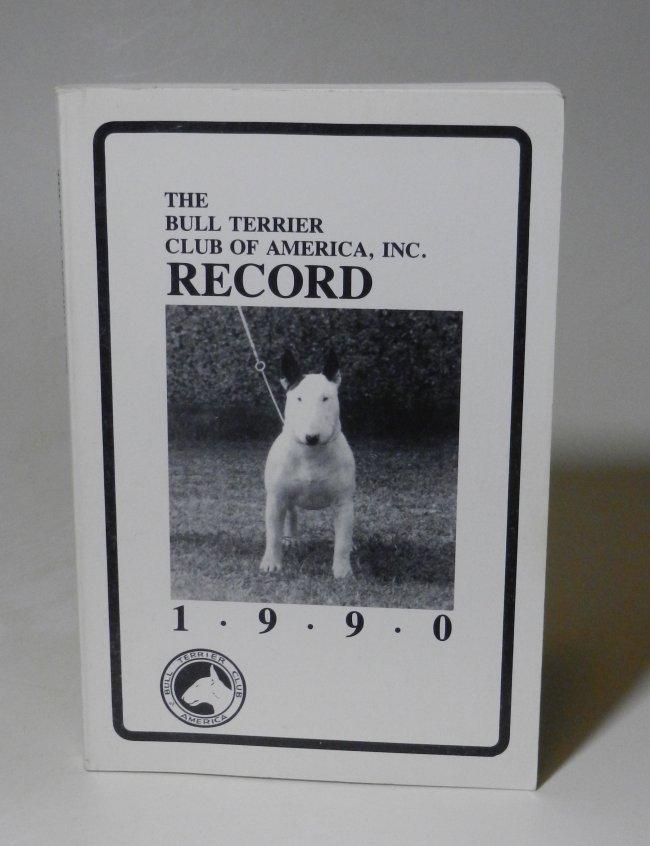 THE
BULL TERRIER
CLUB OF AMERICA, INC.
RECORD
1 · 9 · 9 · 0
BULL TERRIER CLUB
AMERICA